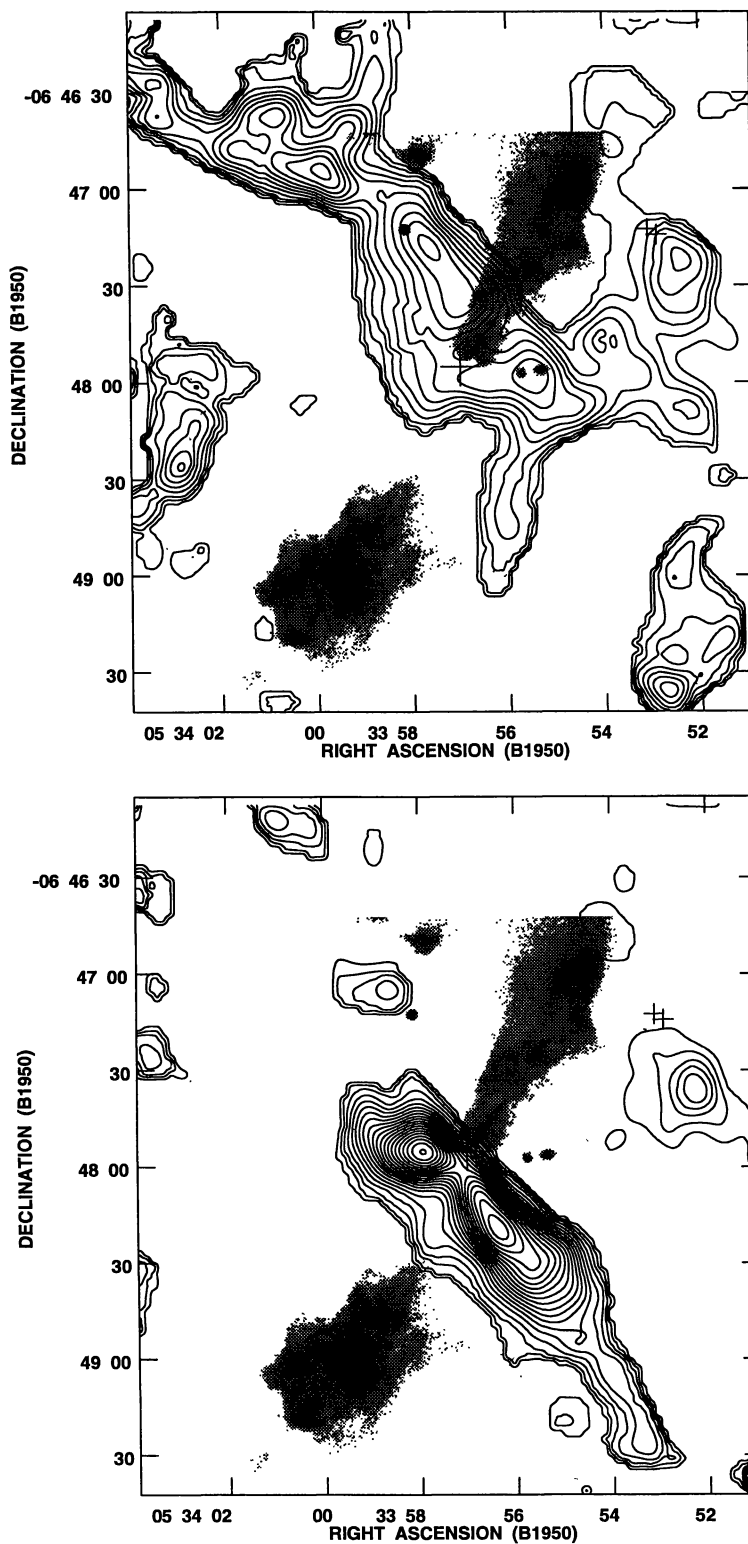 -06 46 30
47 00
30
48 00
30
49 00
30
DECLINATION (B1950)
05 34 02
00
33 58
56
54
52
RIGHT ASCENSION (B1950)
-06 46 30
47 00
30
48 00
30
49 00
30
DECLINATION (B1950)
05 34 02
00
33 58
56
54
52
RIGHT ASCENSION (B1950)